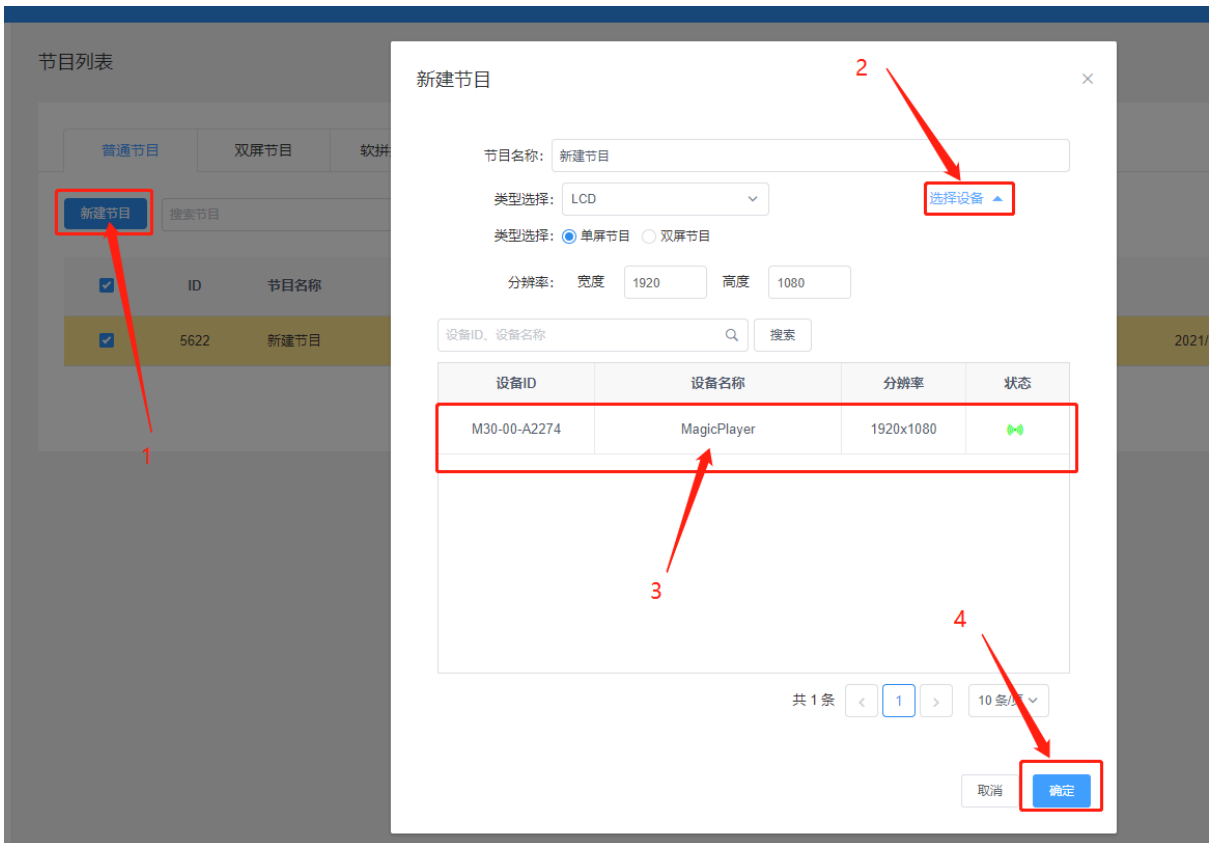 节目列表
新建节目
2
普通节目 双屏节目 软拼
节目名称： 新建节目
类型选择： LCD 选择设备
新建节目 搜索节目
类型选择： 单屏节目 双屏节目
ID 节目名称
分辨率： 宽度 1920 高度 1080
5622 新建节目 2021/
设备ID、设备名称 搜索
设备ID 设备名称 分辨率 状态
M30-00-A2274 MagicPlayer 1920x1080
1
3
4
共 1 条 1 10 条/页
取消 确定